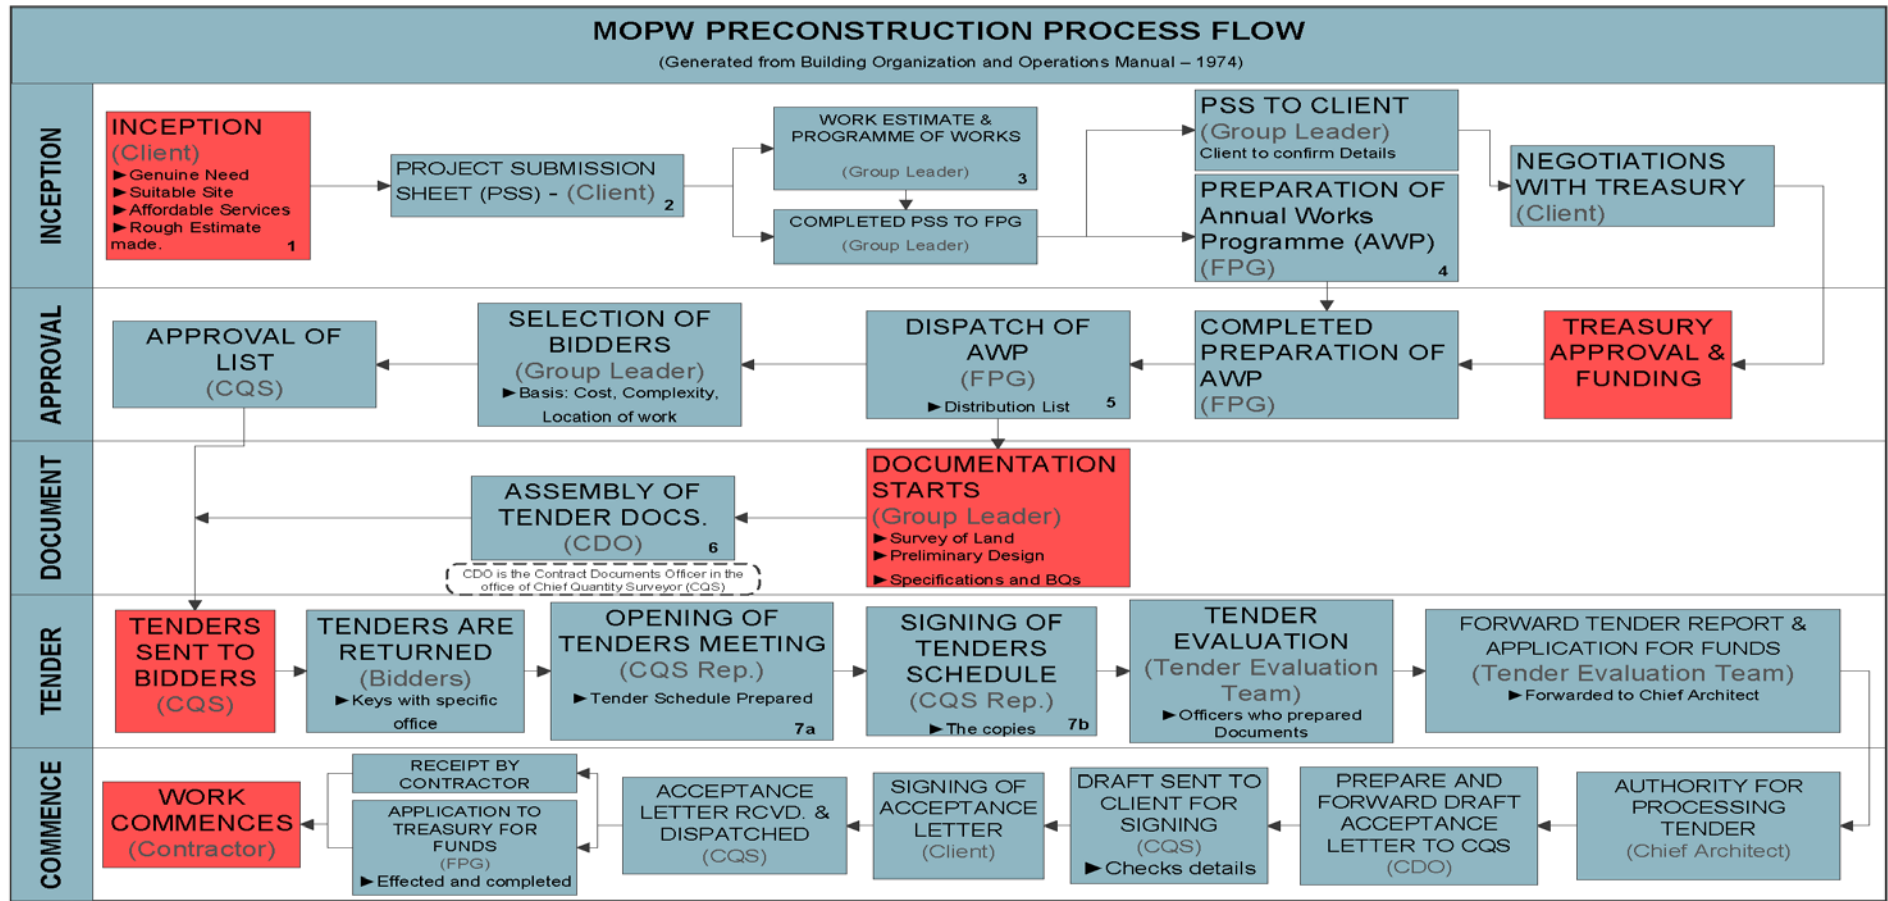 MOPW PRECONSTRUCTION PROCESS FLOW
(Generated from Building Organization and Operations Manual – 1974)
INCEPTION
INCEPTION
(Client)
►Genuine Need
►Suitable Site
►Affordable Services
►Rough Estimate
made.
1
PROJECT SUBMISSION
SHEET (PSS) - (Client)
2
WORK ESTIMATE &
PROGRAMME OF WORKS
(Group Leader)
3
COMPLETED PSS TO FPG
(Group Leader)
PSS TO CLIENT
(Group Leader)
Client to confirm Details
PREPARATION OF
Annual Works
Programme (AWP)
(FPG)
4
NEGOTIATIONS
WITH TREASURY
(Client)
APPROVAL
APPROVAL OF
LIST
(CQS)
SELECTION OF
BIDDERS
(Group Leader)
►Basis: Cost, Complexity,
Location of work
DISPATCH OF
AWP
(FPG)
►Distribution List
5
COMPLETED
PREPARATION OF
AWP
(FPG)
TREASURY
APPROVAL &
FUNDING
DOCUMENT
ASSEMBLY OF
TENDER DOCS.
(CDO)
6
CDO is the Contract Documents Officer in the
office of Chief Quantity Surveyor (CQS)
DOCUMENTATION
STARTS
(Group Leader)
►Survey of Land
►Preliminary Design
►Specifications and BQs
TENDER
TENDERS
SENT TO
BIDDERS
(CQS)
TENDERS ARE
RETURNED
(Bidders)
►Keys with specific
office
OPENING OF
TENDERS MEETING
(CQS Rep.)
►Tender Schedule Prepared
7a
SIGNING OF
TENDERS
SCHEDULE
(CQS Rep.)
►The copies
7b
TENDER
EVALUATION
(Tender Evaluation
Team)
►Officers who prepared
Documents
FORWARD TENDER REPORT &
APPLICATION FOR FUNDS
(Tender Evaluation Team)
►Forwarded to Chief Architect
COMMENCE
WORK
COMMENCES
(Contractor)
RECEIPT BY
CONTRACTOR
APPLICATION TO
TREASURY FOR
FUNDS
(FPG)
►Effected and completed
ACCEPTANCE
LETTER RCVD. &
DISPATCHED
(CQS)
SIGNING OF
ACCEPTANCE
LETTER
(Client)
DRAFT SENT TO
CLIENT FOR
SIGNING
(CQS)
►Checks details
PREPARE AND
FORWARD DRAFT
ACCEPTANCE
LETTER TO CQS
(CDO)
AUTHORITY FOR
PROCESSING
TENDER
(Chief Architect)